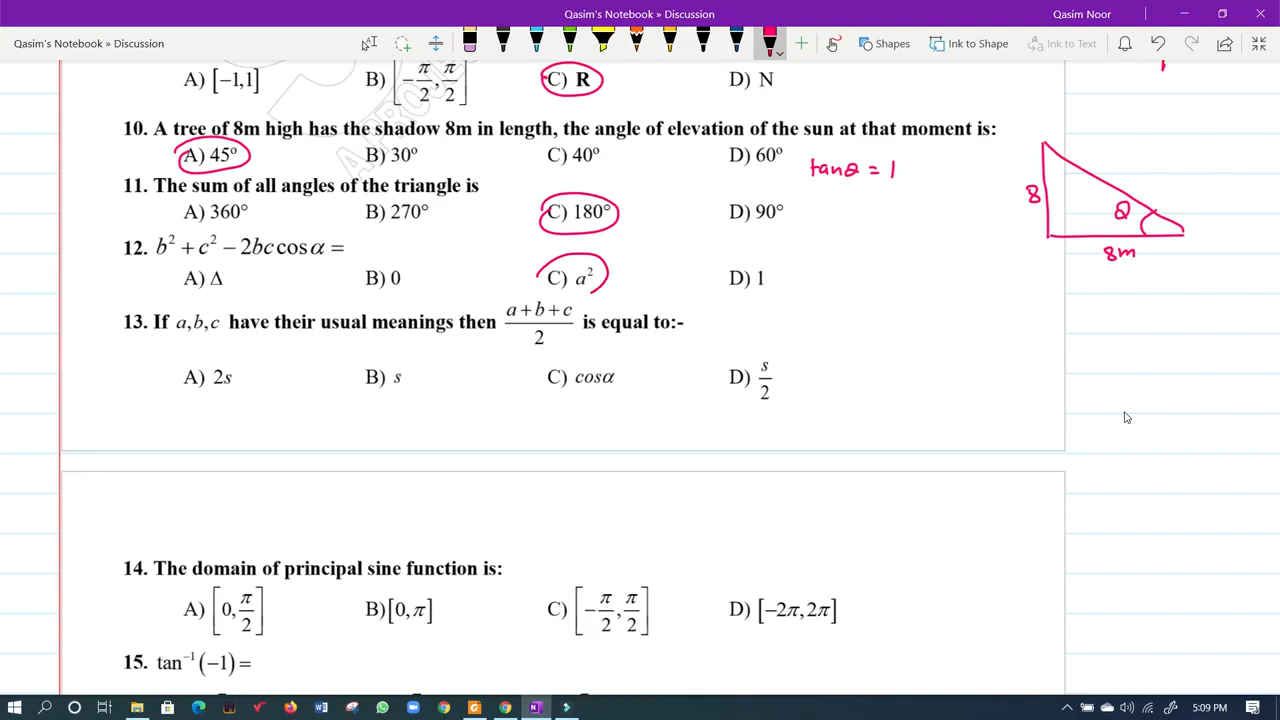 Qasim's Notebook » Discussion
Qasim Noor
Qasim's Notebook » Discussion
Shapes
Ink to Shape
Ink to Text
A) [−1,1] B) [−π/2, π/2] C) R D) N
10. A tree of 8m high has the shadow 8m in length, the angle of elevation of the sun at that moment is:
A) 45° B) 30° C) 40° D) 60°
tanθ = 1
8
θ
8m
11. The sum of all angles of the triangle is
A) 360° B) 270° C) 180° D) 90°
12. b² + c² − 2bc cos α =
A) Δ B) 0 C) a² D) 1
13. If a,b,c have their usual meanings then (a+b+c)/2 is equal to:-
A) 2s B) s C) cosα D) s/2
14. The domain of principal sine function is:
A) [0, π/2] B) [0, π] C) [−π/2, π/2] D) [−2π, 2π]
15. tan⁻¹(−1) =
5:09 PM